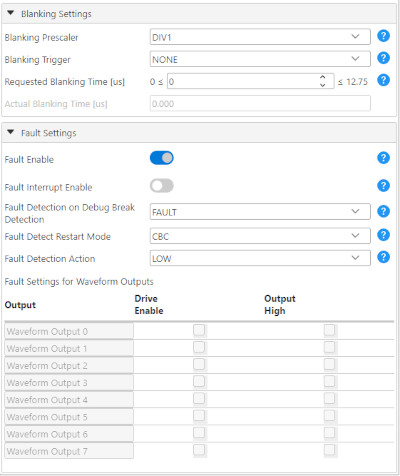 Blanking Settings
Blanking Prescaler DIV1 ?
Blanking Trigger NONE ?
Requested Blanking Time (us) 0 ≤ 0 ≤ 12.75 ?
Actual Blanking Time (us) 0.000
Fault Settings
Fault Enable ?
Fault Interrupt Enable ?
Fault Detection on Debug Break
Detection FAULT ?
Fault Detect Restart Mode CBC ?
Fault Detection Action LOW ?
Fault Settings for Waveform Outputs
Output Drive Enable Output High
Waveform Output 0
Waveform Output 1
Waveform Output 2
Waveform Output 3
Waveform Output 4
Waveform Output 5
Waveform Output 6
Waveform Output 7